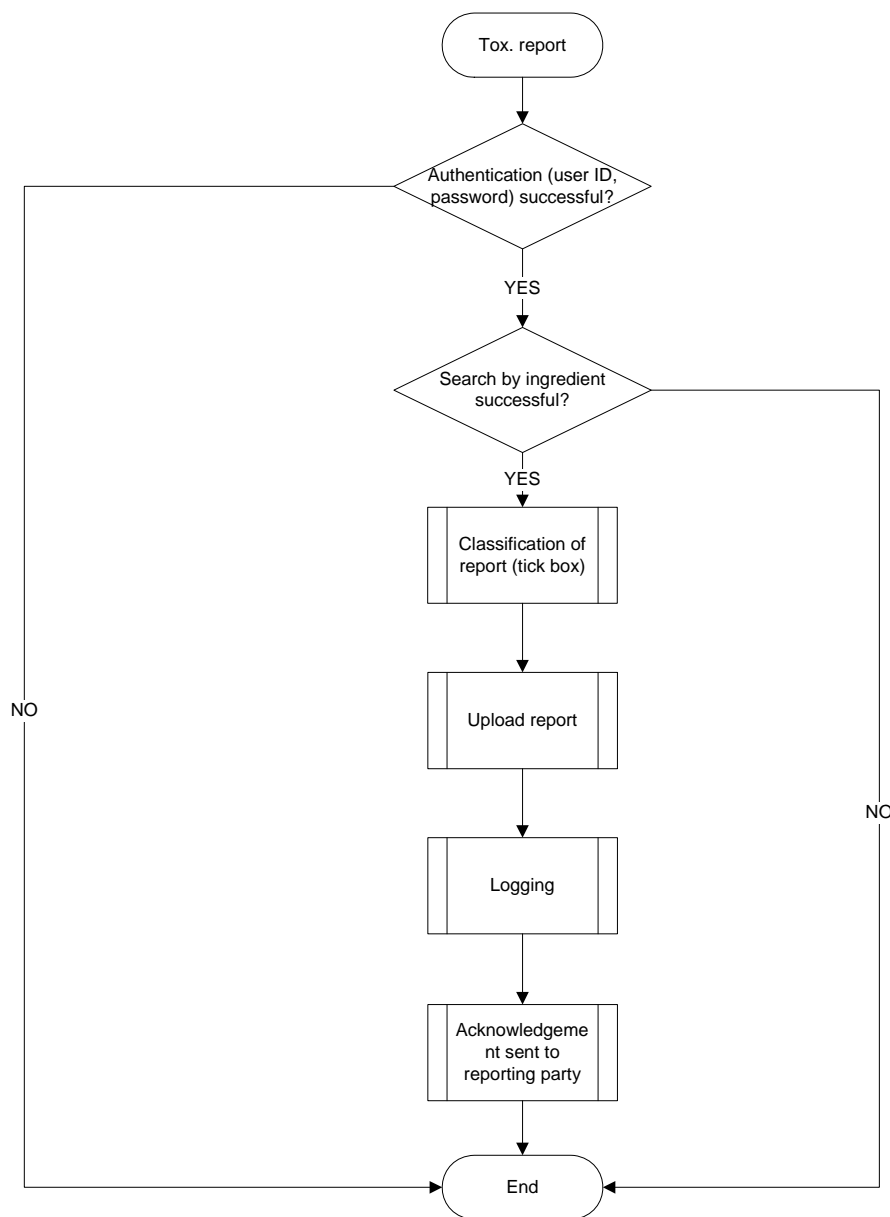 Tox. report
Authentication (user ID,
password) successful?
YES
Search by ingredient
successful?
YES
Classification of
report (tick box)
Upload report
NO
NO
Logging
Acknowledgeme
nt sent to
reporting party
End